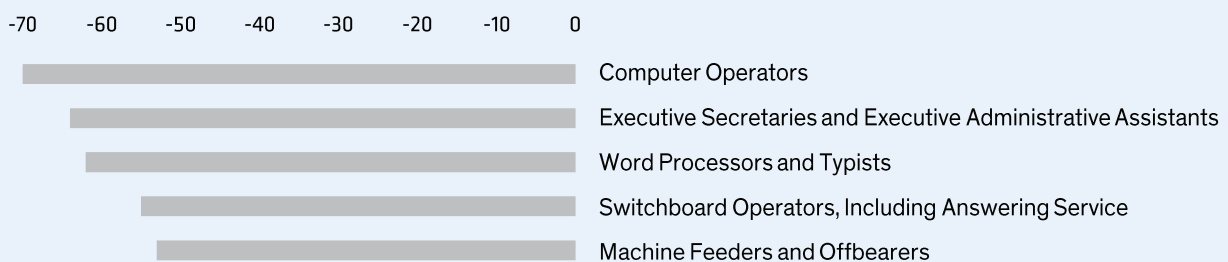 -70 -60 -50 -40 -30 -20 -10 0
Computer Operators
Executive Secretaries and Executive Administrative Assistants
Word Processors and Typists
Switchboard Operators, Including Answering Service
Machine Feeders and Offbearers